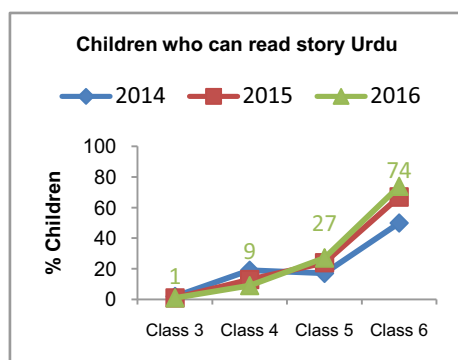 Children who can read story Urdu
2014 2015 2016
% Children
100
80
60
40
20
0
1
9
27
74
Class 3 Class 4 Class 5 Class 6